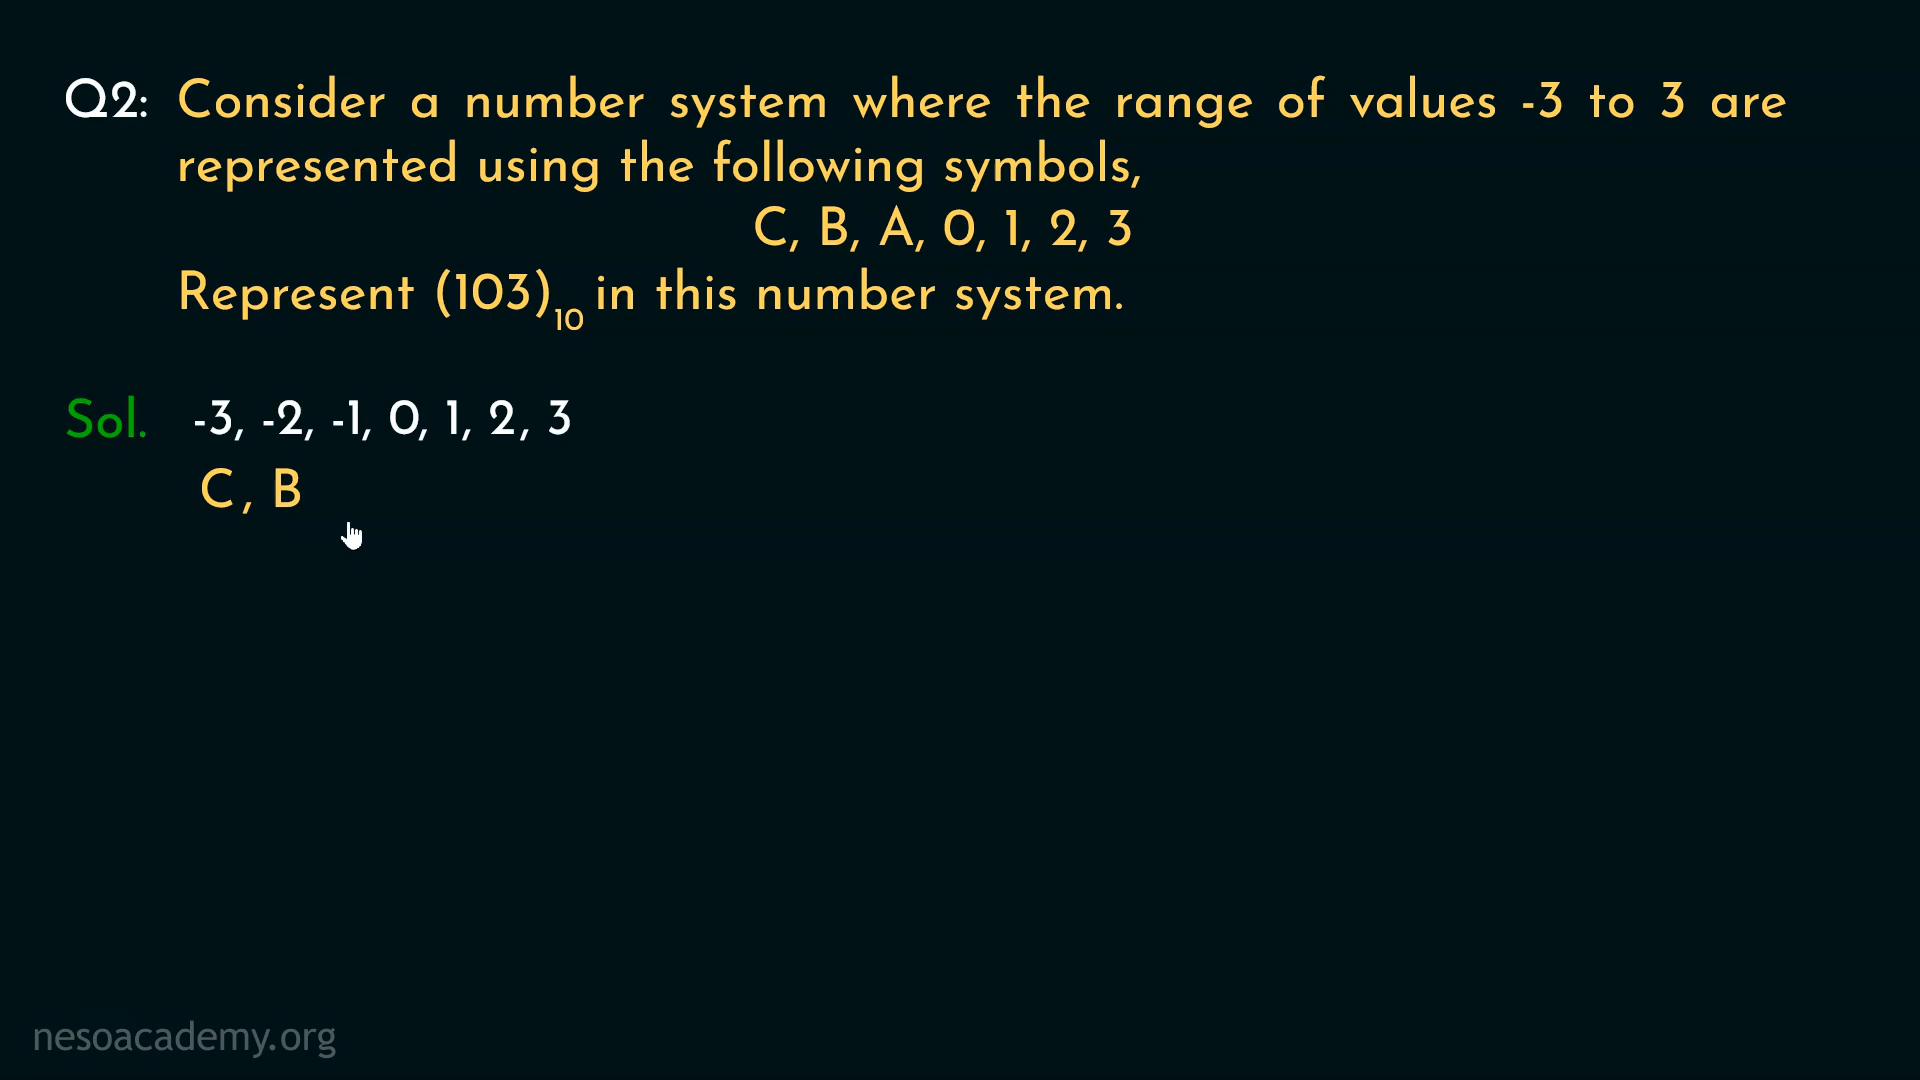 Q2: Consider a number system where the range of values -3 to 3 are
represented using the following symbols,
C, B, A, 0, 1, 2, 3
Represent (103)₁₀ in this number system.
Sol. -3, -2, -1, 0, 1, 2, 3
C, B
nesoacademy.org